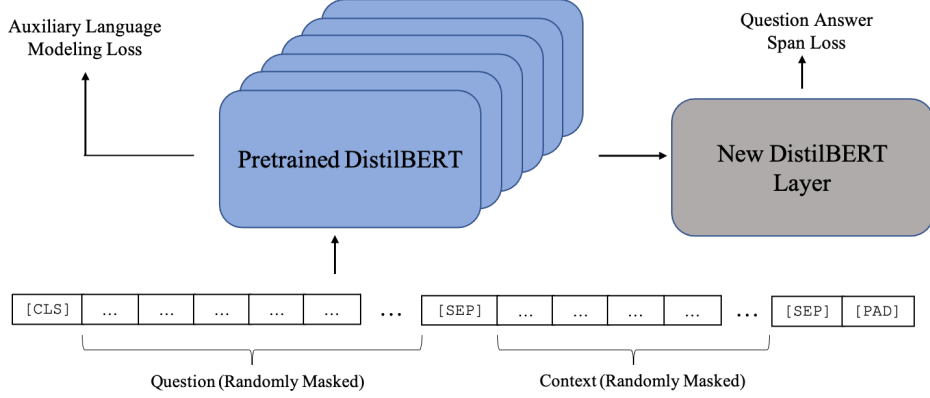 Auxiliary Language
Modeling Loss
Question Answer
Span Loss
Pretrained DistilBERT
New DistilBERT
Layer
[CLS] ... ... ... ... ... ... [SEP] ... ... ... ... ... [SEP] [PAD]
Question (Randomly Masked)
Context (Randomly Masked)